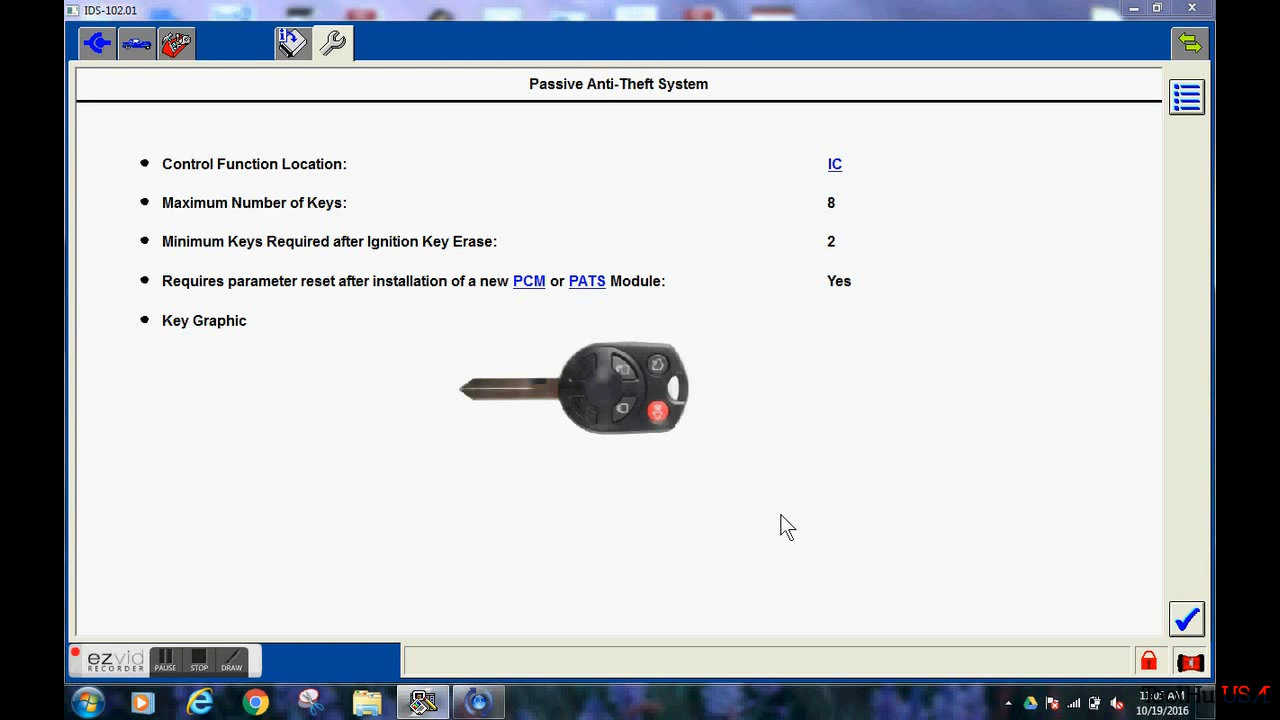 IDS-102.01
Passive Anti-Theft System
Control Function Location: IC
Maximum Number of Keys: 8
Minimum Keys Required after Ignition Key Erase: 2
Requires parameter reset after installation of a new PCM or PATS Module: Yes
Key Graphic
ezvid
RECORDER
PAUSE STOP DRAW
USA
AM
10/19/2016